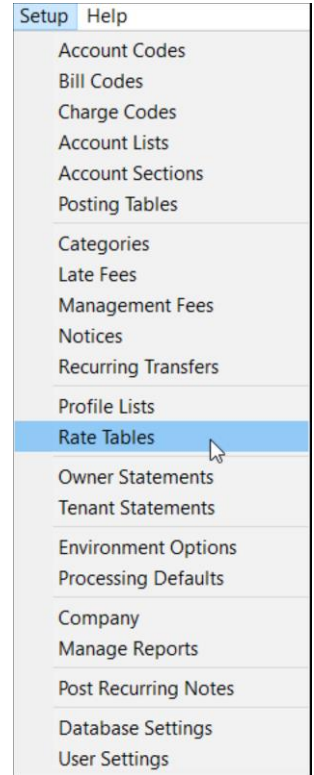 Setup Help
Account Codes
Bill Codes
Charge Codes
Account Lists
Account Sections
Posting Tables
Categories
Late Fees
Management Fees
Notices
Recurring Transfers
Profile Lists
Rate Tables
Owner Statements
Tenant Statements
Environment Options
Processing Defaults
Company
Manage Reports
Post Recurring Notes
Database Settings
User Settings